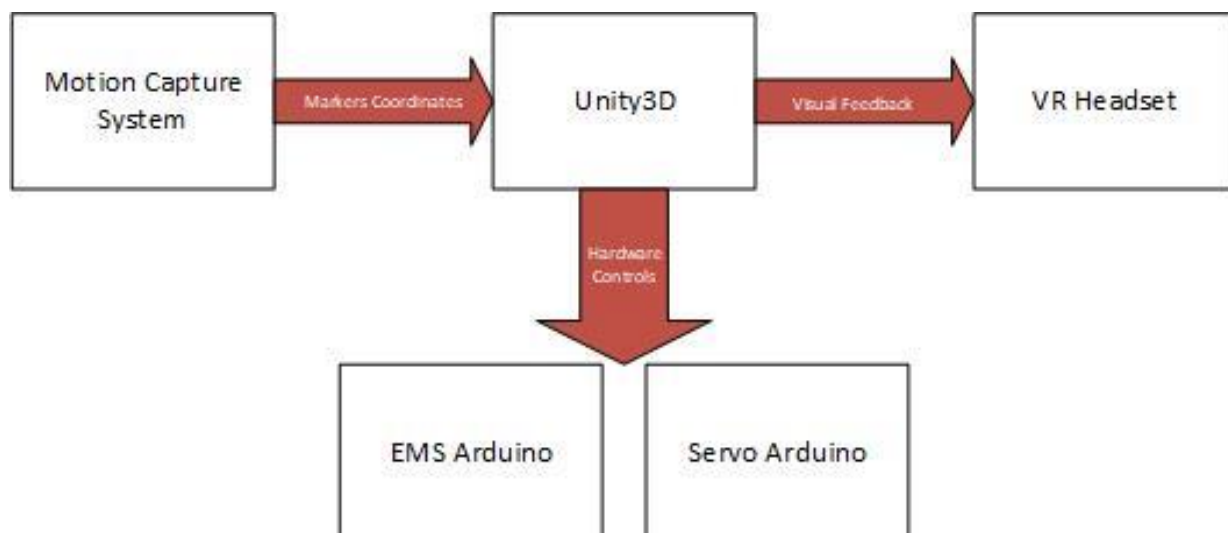 Motion Capture
System
Markers Coordinates
Unity3D
Visual Feedback
VR Headset
Hardware
Controls
EMS Arduino
Servo Arduino